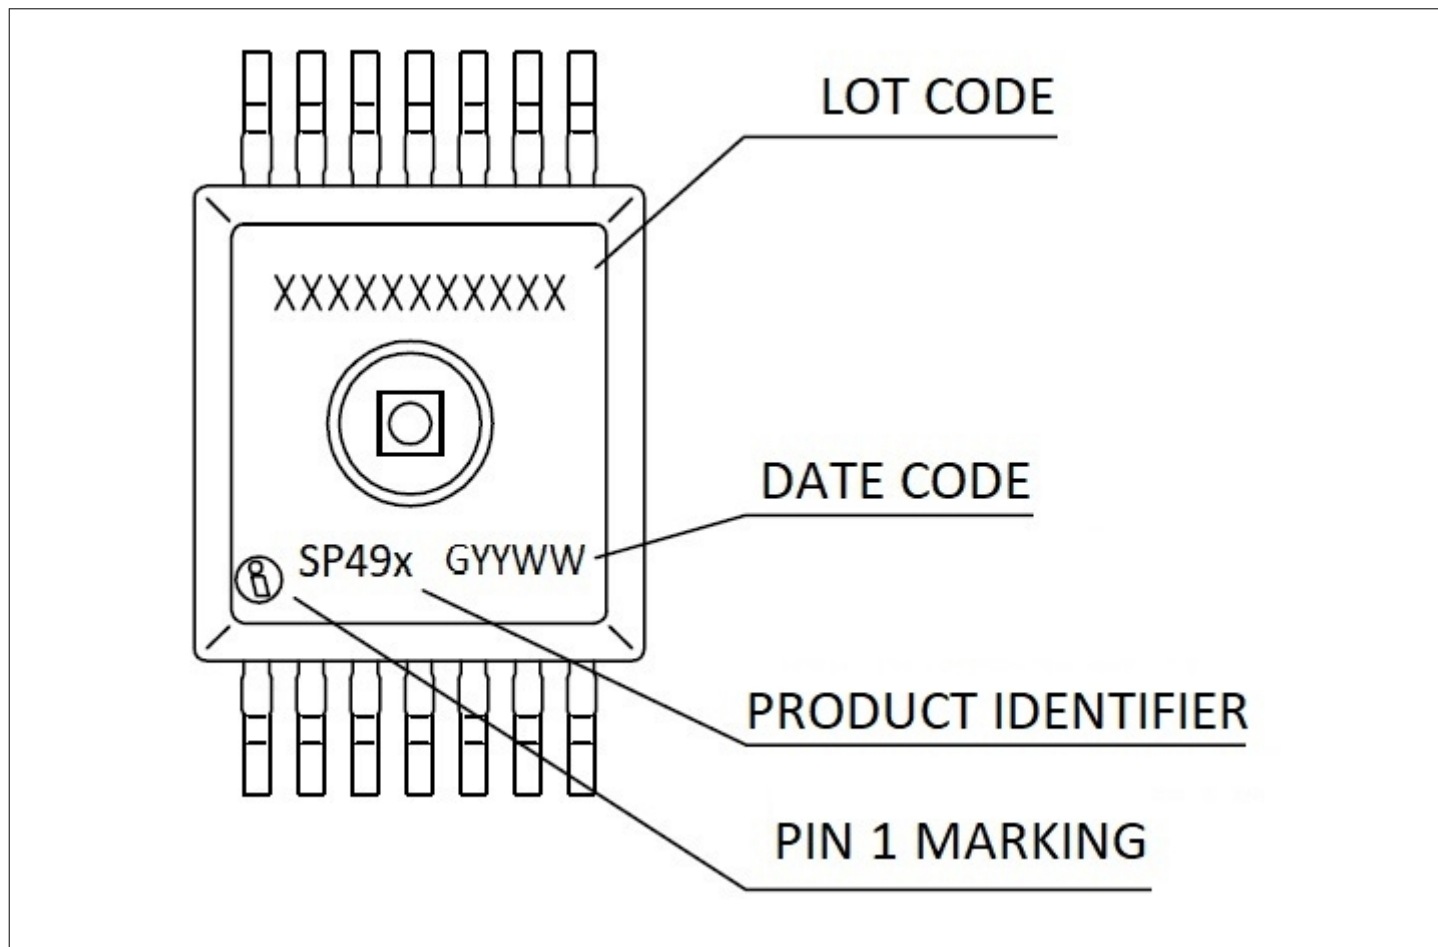 LOT CODE
XXXXXXXXXXX
DATE CODE
SP49x GYYWW
PRODUCT IDENTIFIER
PIN 1 MARKING